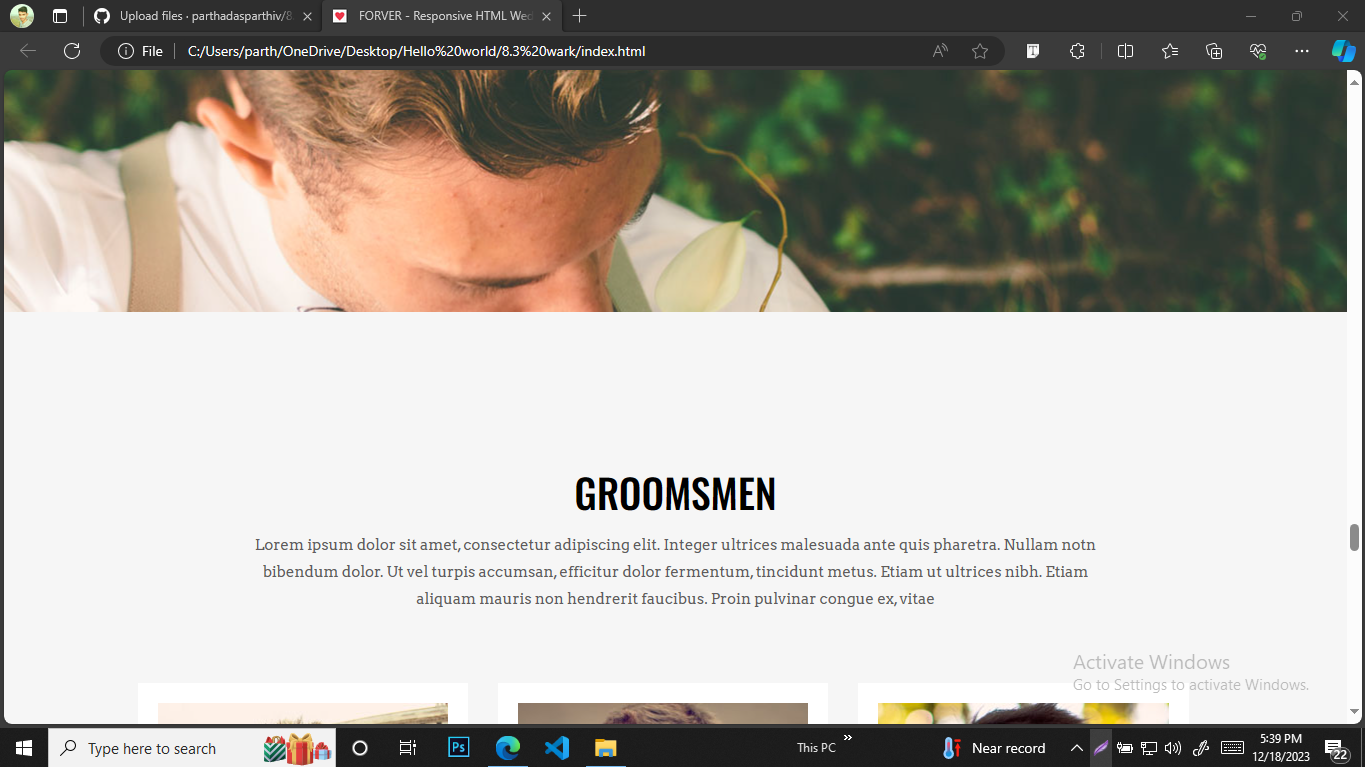 Upload files · parthadasparthiv/8.
FORVER - Responsive HTML Wed
File
C:/Users/parth/OneDrive/Desktop/Hello%20world/8.3%20wark/index.html
GROOMSMEN
Lorem ipsum dolor sit amet, consectetur adipiscing elit. Integer ultrices malesuada ante quis pharetra. Nullam notn
bibendum dolor. Ut vel turpis accumsan, efficitur dolor fermentum, tincidunt metus. Etiam ut ultrices nibh. Etiam
aliquam mauris non hendrerit faucibus. Proin pulvinar congue ex, vitae
Activate Windows
Go to Settings to activate Windows.
Type here to search
Ps
This PC
Near record
5:39 PM
12/18/2023
22